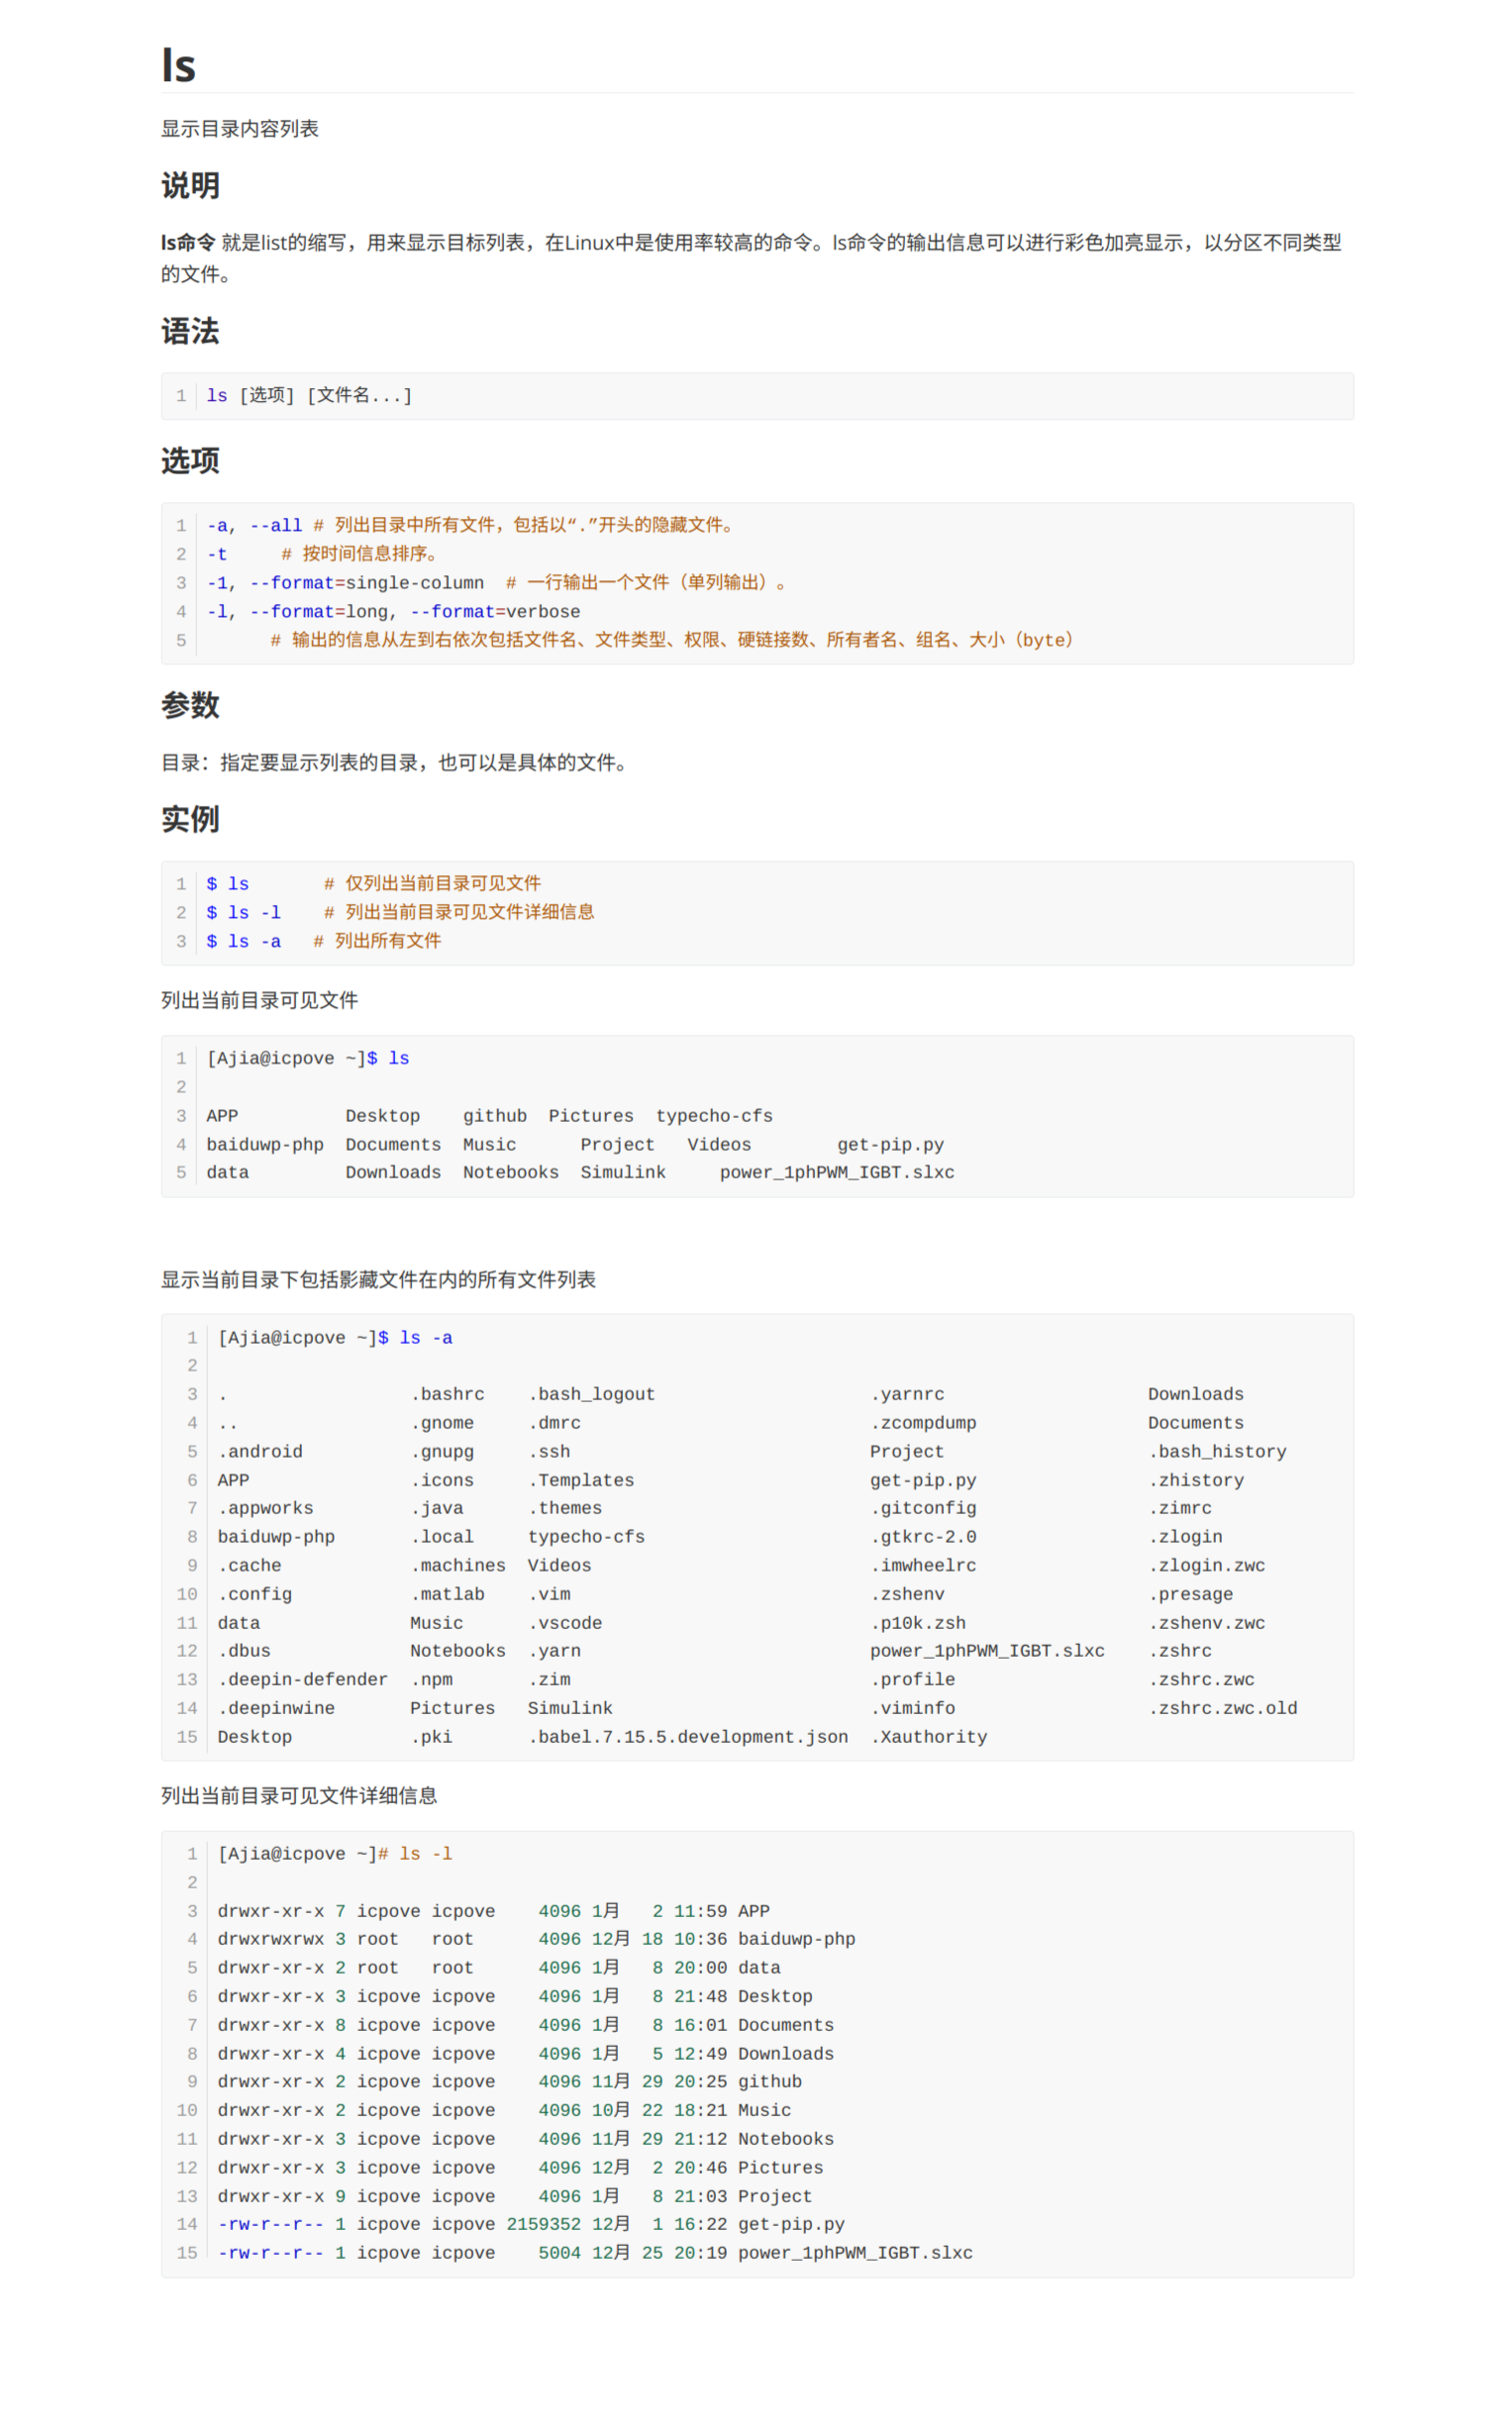 ls
显示目录内容列表
说明
ls命令 就是list的缩写，用来显示目标列表，在Linux中是使用率较高的命令。ls命令的输出信息可以进行彩色加亮显示，以分区不同类型
的文件。
语法
1 ls [选项] [文件名...]
选项
1 -a, --all # 列出目录中所有文件，包括以“.”开头的隐藏文件。
2 -t     # 按时间信息排序。
3 -1, --format=single-column  # 一行输出一个文件（单列输出）。
4 -l, --format=long, --format=verbose
5       # 输出的信息从左到右依次包括文件名、文件类型、权限、硬链接数、所有者名、组名、大小（byte）
参数
目录：指定要显示列表的目录，也可以是具体的文件。
实例
1 $ ls       # 仅列出当前目录可见文件
2 $ ls -l    # 列出当前目录可见文件详细信息
3 $ ls -a   # 列出所有文件
列出当前目录可见文件
1 [Ajia@icpove ~]$ ls
2
3 APP          Desktop    github  Pictures  typecho-cfs
4 baiduwp-php  Documents  Music      Project   Videos        get-pip.py
5 data         Downloads  Notebooks  Simulink     power_1phPWM_IGBT.slxc
显示当前目录下包括影藏文件在内的所有文件列表
1 [Ajia@icpove ~]$ ls -a
2
3 .                 .bashrc    .bash_logout                    .yarnrc                   Downloads
4 ..                .gnome     .dmrc                           .zcompdump                Documents
5 .android          .gnupg     .ssh                            Project                   .bash_history
6 APP               .icons     .Templates                      get-pip.py                .zhistory
7 .appworks         .java      .themes                         .gitconfig                .zimrc
8 baiduwp-php       .local     typecho-cfs                     .gtkrc-2.0                .zlogin
9 .cache            .machines  Videos                          .imwheelrc                .zlogin.zwc
10 .config           .matlab    .vim                            .zshenv                   .presage
11 data              Music      .vscode                         .p10k.zsh                 .zshenv.zwc
12 .dbus             Notebooks  .yarn                           power_1phPWM_IGBT.slxc    .zshrc
13 .deepin-defender  .npm       .zim                            .profile                  .zshrc.zwc
14 .deepinwine       Pictures   Simulink                        .viminfo                  .zshrc.zwc.old
15 Desktop           .pki       .babel.7.15.5.development.json  .Xauthority
列出当前目录可见文件详细信息
1 [Ajia@icpove ~]# ls -l
2
3 drwxr-xr-x 7 icpove icpove    4096 1月   2 11:59 APP
4 drwxrwxrwx 3 root   root      4096 12月 18 10:36 baiduwp-php
5 drwxr-xr-x 2 root   root      4096 1月   8 20:00 data
6 drwxr-xr-x 3 icpove icpove    4096 1月   8 21:48 Desktop
7 drwxr-xr-x 8 icpove icpove    4096 1月   8 16:01 Documents
8 drwxr-xr-x 4 icpove icpove    4096 1月   5 12:49 Downloads
9 drwxr-xr-x 2 icpove icpove    4096 11月 29 20:25 github
10 drwxr-xr-x 2 icpove icpove    4096 10月 22 18:21 Music
11 drwxr-xr-x 3 icpove icpove    4096 11月 29 21:12 Notebooks
12 drwxr-xr-x 3 icpove icpove    4096 12月  2 20:46 Pictures
13 drwxr-xr-x 9 icpove icpove    4096 1月   8 21:03 Project
14 -rw-r--r-- 1 icpove icpove 2159352 12月  1 16:22 get-pip.py
15 -rw-r--r-- 1 icpove icpove    5004 12月 25 20:19 power_1phPWM_IGBT.slxc